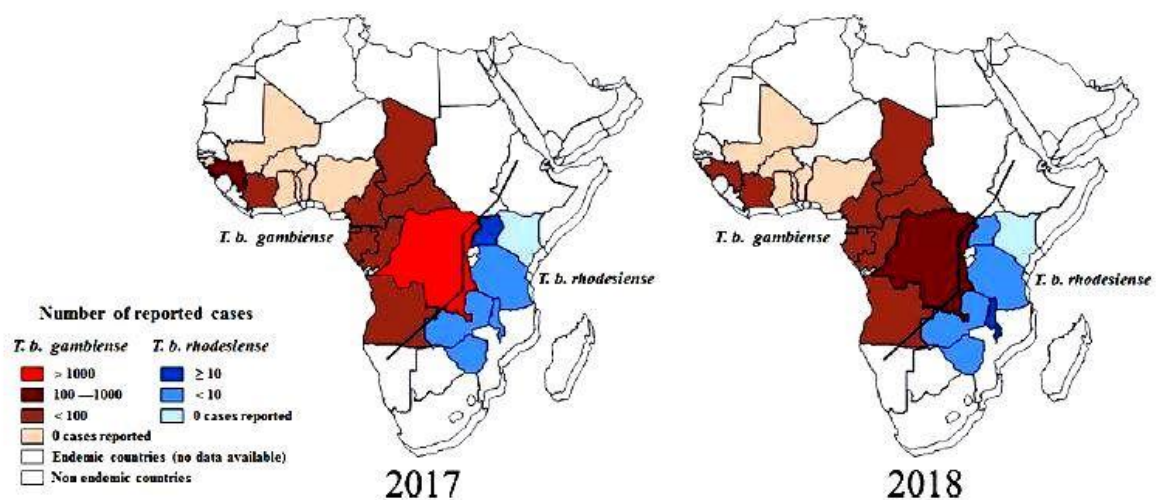 T. b. gambiense
T. b. rhodesiense
2017
T. b. gambiense
T. b. rhodesiense
2018
Number of reported cases
T. b. gambiense T. b. rhodesiense
> 1000 ≥ 10
100 —1000 < 10
< 100 0 cases reported
0 cases reported
Endemic countries (no data available)
Non endemic countries